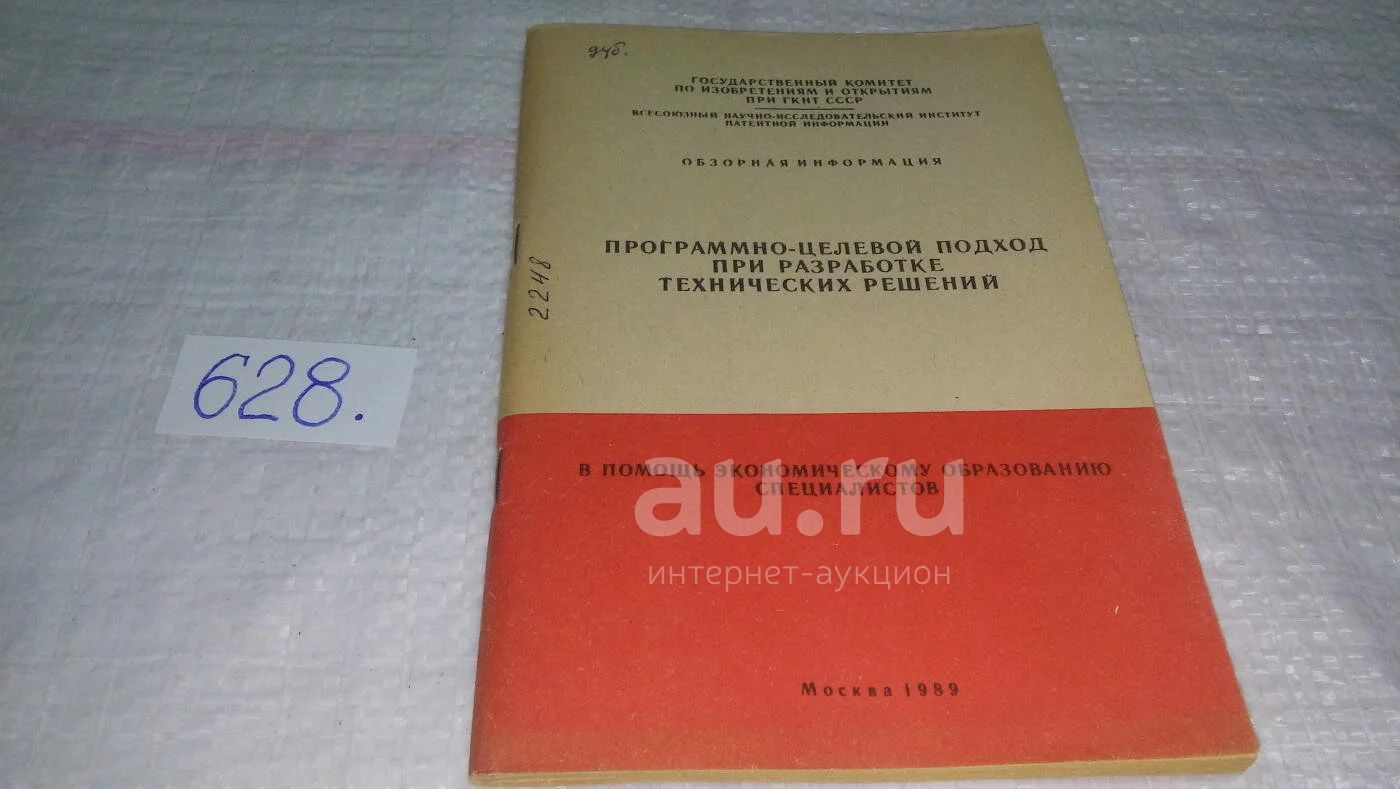 дуб.
ГОСУДАРСТВЕННЫЙ КОМИТЕТ
ПО ИЗОБРЕТЕНИЯМ И ОТКРЫТИЯМ
ПРИ ГКНТ СССР
ВСЕСОЮЗНЫЙ НАУЧНО-ИССЛЕДОВАТЕЛЬСКИЙ ИНСТИТУТ
ПАТЕНТНОЙ ИНФОРМАЦИИ
ОБЗОРНАЯ ИНФОРМАЦИЯ
ПРОГРАММНО-ЦЕЛЕВОЙ ПОДХОД
ПРИ РАЗРАБОТКЕ
ТЕХНИЧЕСКИХ РЕШЕНИЙ
2248
628.
В ПОМОЩЬ ЭКОНОМИЧЕСКОМУ ОБРАЗОВАНИЮ
СПЕЦИАЛИСТОВ
au.ru
интернет-аукцион
Москва 1989